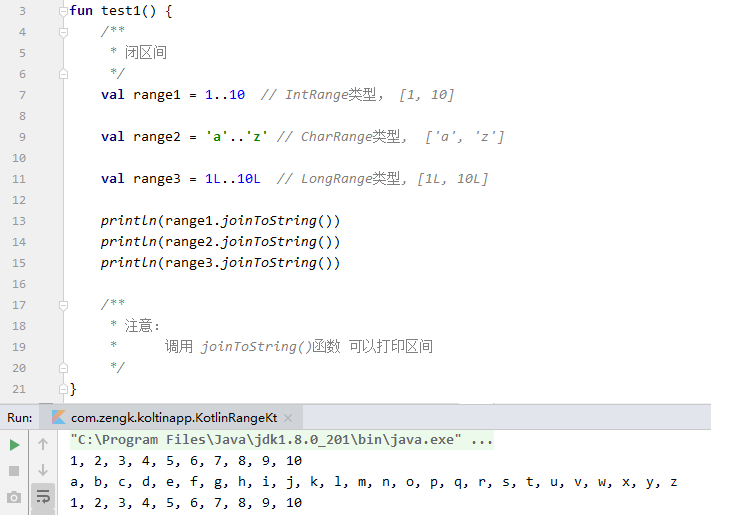 3 fun test1() {
4 /**
5 * 闭区间
6 */
7 val range1 = 1..10 // IntRange类型, [1, 10]
8
9 val range2 = 'a'..'z' // CharRange类型, ['a', 'z']
10
11 val range3 = 1L..10L // LongRange类型, [1L, 10L]
12
13 println(range1.joinToString())
14 println(range2.joinToString())
15 println(range3.joinToString())
16
17 /**
18 * 注意:
19 * 调用 joinToString()函数 可以打印区间
20 */
21 }
Run: com.zengk.koltinapp.KotlinRangeKt ×
"C:\Program Files\Java\jdk1.8.0_201\bin\java.exe" ...
1, 2, 3, 4, 5, 6, 7, 8, 9, 10
a, b, c, d, e, f, g, h, i, j, k, l, m, n, o, p, q, r, s, t, u, v, w, x, y, z
1, 2, 3, 4, 5, 6, 7, 8, 9, 10